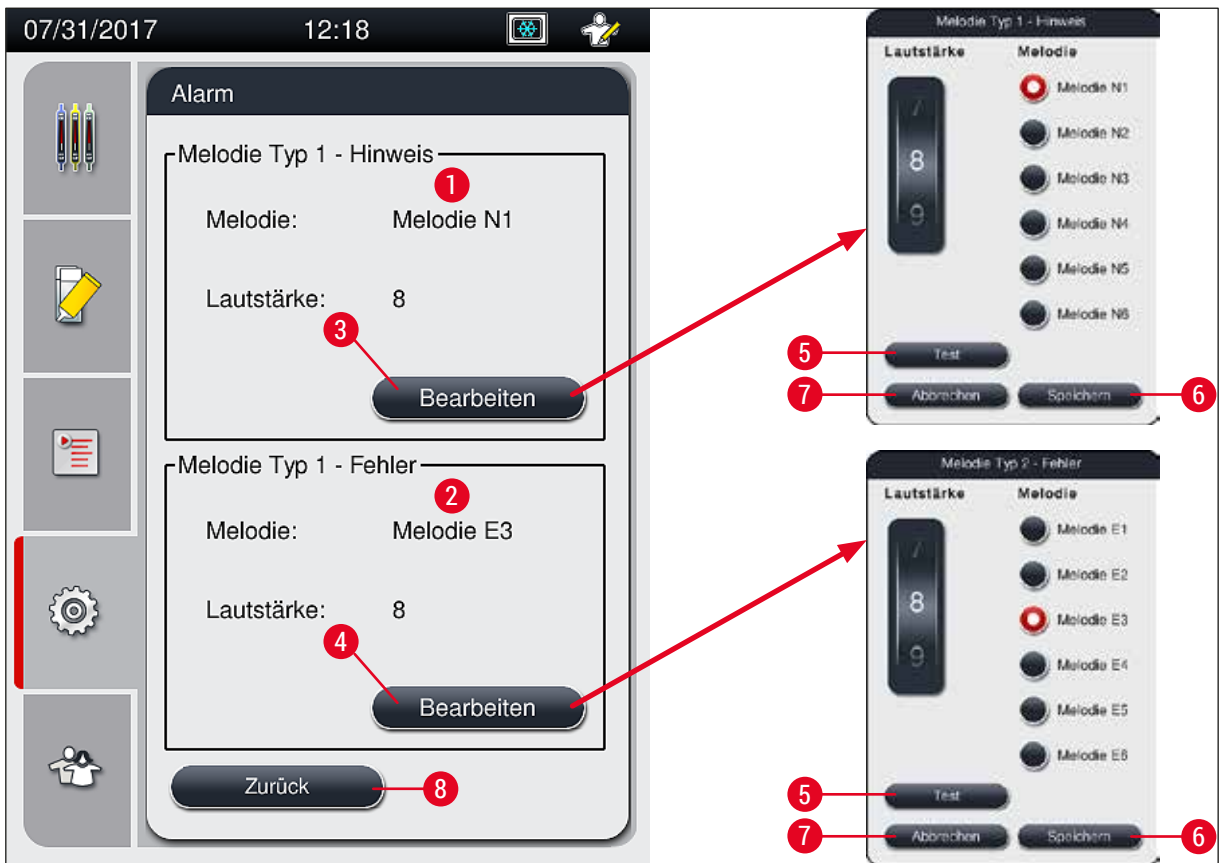 07/31/2017 12:18
Alarm
Melodie Typ 1 - Hinweis
1
Melodie: Melodie N1
Lautstärke: 8
3
Bearbeiten
Melodie Typ 1 - Fehler
2
Melodie: Melodie E3
Lautstärke: 8
4
Bearbeiten
Zurück
8
Melodie Typ 1 - Hinweis
Lautstärke Melodie
7
8
9
Melodie N1
Melodie N2
Melodie N3
Melodie N4
Melodie N5
Melodie N6
5 Test
7 Abbrechen Speichern 6
Melodie Typ 2 - Fehler
Lautstärke Melodie
7
8
9
Melodie E1
Melodie E2
Melodie E3
Melodie E4
Melodie E5
Melodie E6
5 Test
7 Abbrechen Speichern 6